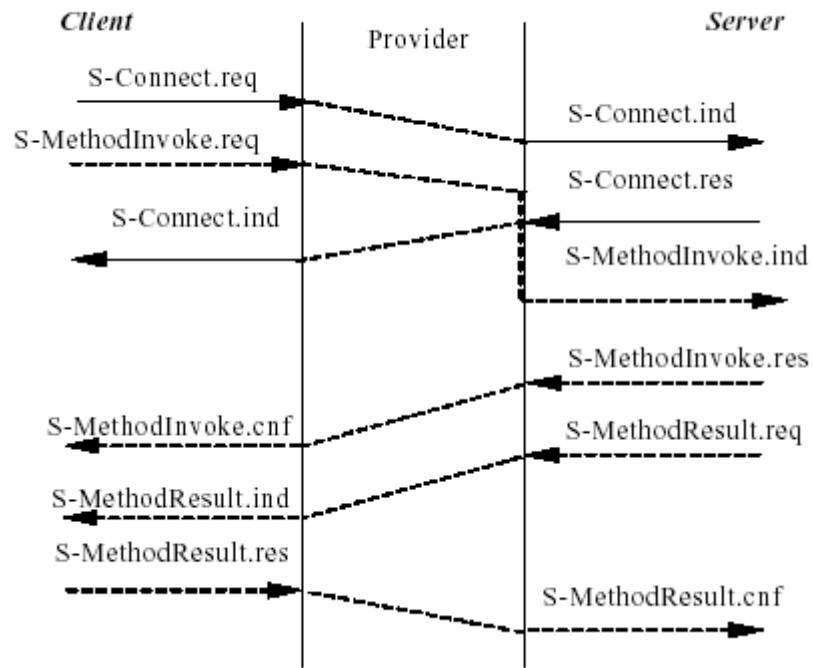 Client
Provider
Server
S-Connect.req
S-Connect.ind
S-MethodInvoke.req
S-Connect.res
S-Connect.ind
S-MethodInvoke.ind
S-MethodInvoke.res
S-MethodInvoke.cnf
S-MethodResult.req
S-MethodResult.ind
S-MethodResult.res
S-MethodResult.cnf